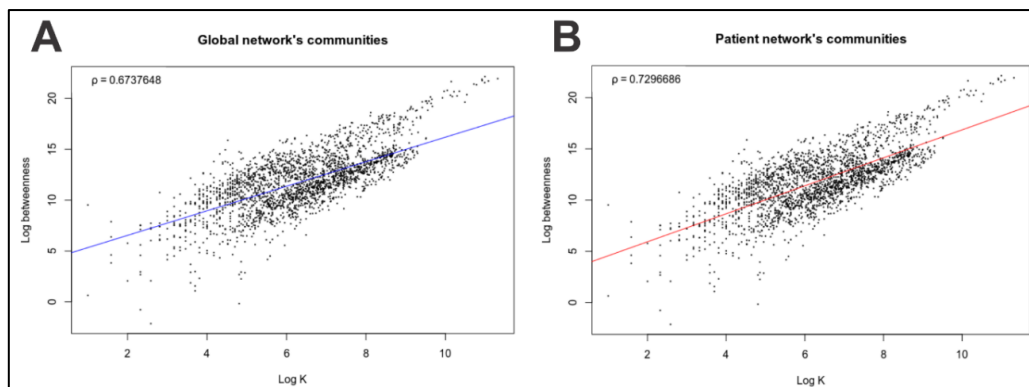 A
Global network's communities
ρ = 0.6737648
Log betweenness
20
15
10
5
0
2 4 6 8 10
Log K
B
Patient network's communities
ρ = 0.7296686
Log betweenness
20
15
10
5
0
2 4 6 8 10
Log K